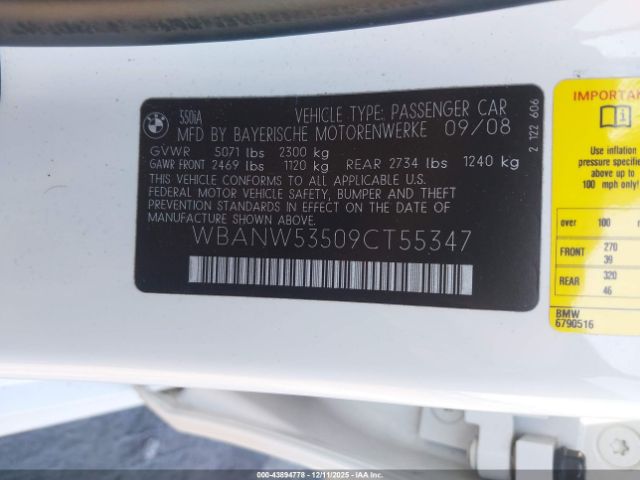 BMW
550iA VEHICLE TYPE: PASSENGER CAR
MFD BY BAYERISCHE MOTORENWERKE 09/08
GVWR 5071 lbs 2300 kg
GAWR FRONT 2469 lbs 1120 kg REAR 2734 lbs 1240 kg
THIS VEHICLE CONFORMS TO ALL APPLICABLE U.S.
FEDERAL MOTOR VEHICLE SAFETY, BUMPER AND THEFT
PREVENTION STANDARDS IN EFFECT ON THE DATE OF
MANUFACTURE SHOWN ABOVE.
WBANW53509CT55347
2 122 606
IMPORTA
Use inflation
pressure specifie
above up to
100 mph only!
over 100
FRONT 270
39
REAR 320
46
BMW
6790516
000-43894778 - 12/11/2025 - COPYRIGHT © IAA, LLC.